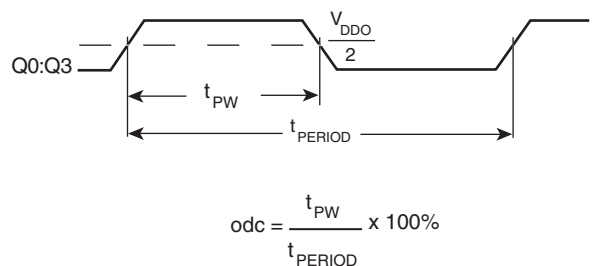 V_DDO
2
Q0:Q3
t_PW
t_PERIOD
odc = t_PW / t_PERIOD x 100%